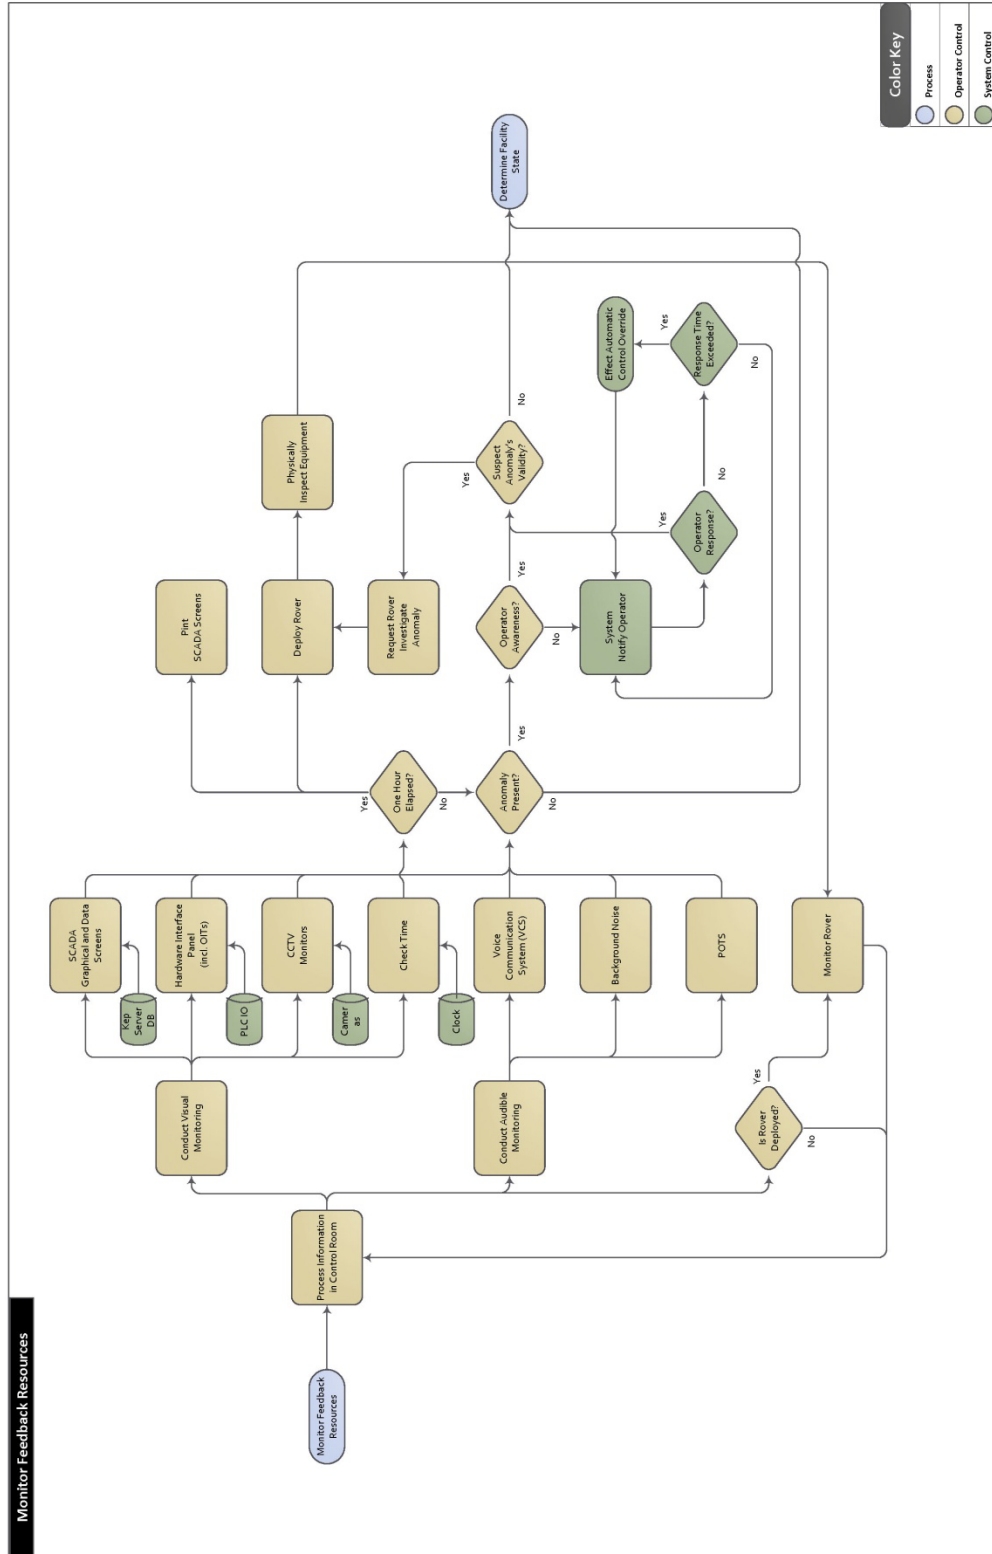 Monitor Feedback Resources
Monitor Feedback
Resources
Process Information
in Control Room
Conduct Visual
Monitoring
Conduct Audible
Monitoring
Is Rover
Deployed?
Yes
No
Kep
Server
DB
PLC IO
Camer
as
Clock
SCADA
Graphical and Data
Screens
Hardware Interface
Panel
(incl. OITs)
CCTV
Monitors
Check Time
Voice
Communication
System (VCS)
Background Noise
POTS
Monitor Rover
One Hour
Elapsed?
Yes
No
Anomaly
Present?
Yes
No
Pint
SCADA Screens
Deploy Rover
Request Rover
Investigate
Anomaly
Operator
Awareness?
Yes
No
System
Notify Operator
Physically
Inspect Equipment
Suspect
Anomaly's
Validity?
Yes
No
Operator
Response?
Yes
No
Effect Automatic
Control Override
Response Time
Exceeded?
Yes
No
Determine Facility
State
Color Key
Process
Operator Control
System Control